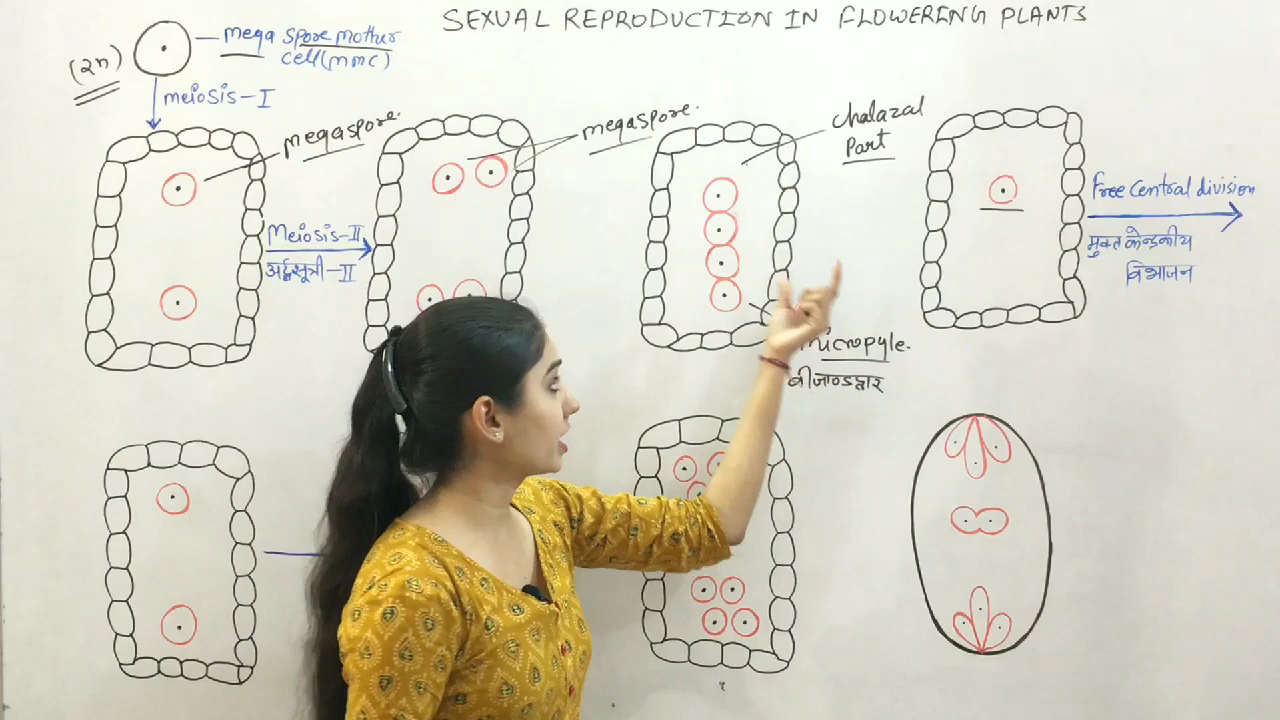 SEXUAL REPRODUCTION IN FLOWERING PLANTS
(2n)
mega spore mother
cell (mmc)
meiosis-I
megaspore.
megaspore.
chalazal
Part
Meiosis-II
अर्द्धसूत्री-II
Free Central division
मुक्त केन्द्रकीय
विभाजन
micropyle.
बीजाण्डद्वार